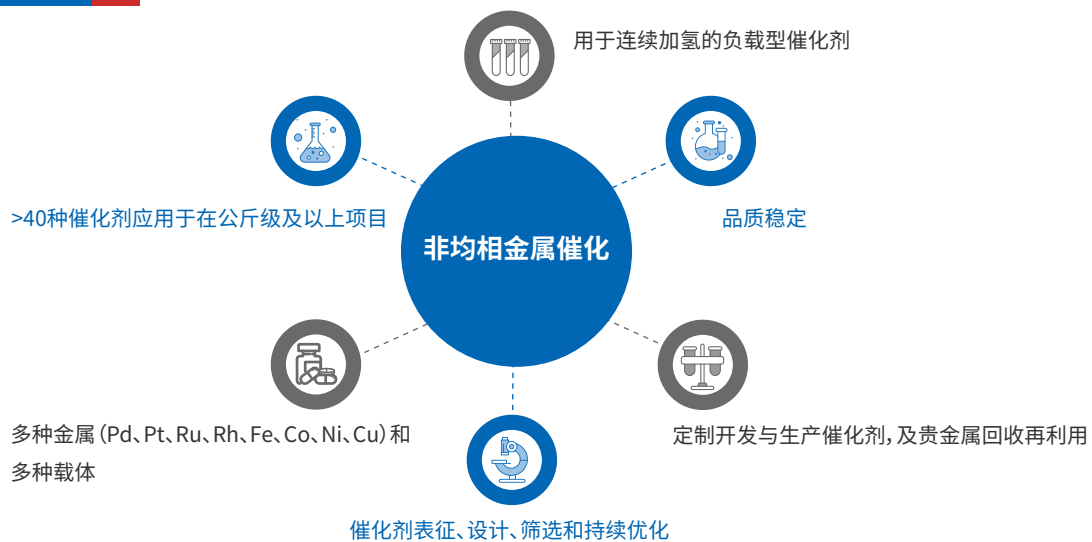 用于连续加氢的负载型催化剂
>40种催化剂应用于在公斤级及以上项目
品质稳定
非均相金属催化
多种金属(Pd、Pt、Ru、Rh、Fe、Co、Ni、Cu)和
多种载体
定制开发与生产催化剂,及贵金属回收再利用
催化剂表征、设计、筛选和持续优化